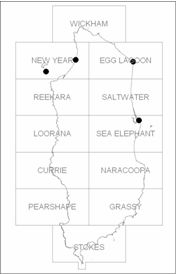 WICKHAM
NEW YEAR EGG LAGOON
REEKARA SALTWATER
LOORANA SEA ELEPHANT
CURRIE NARACOOPA
PEARSHAPE GRASSY
STOKES